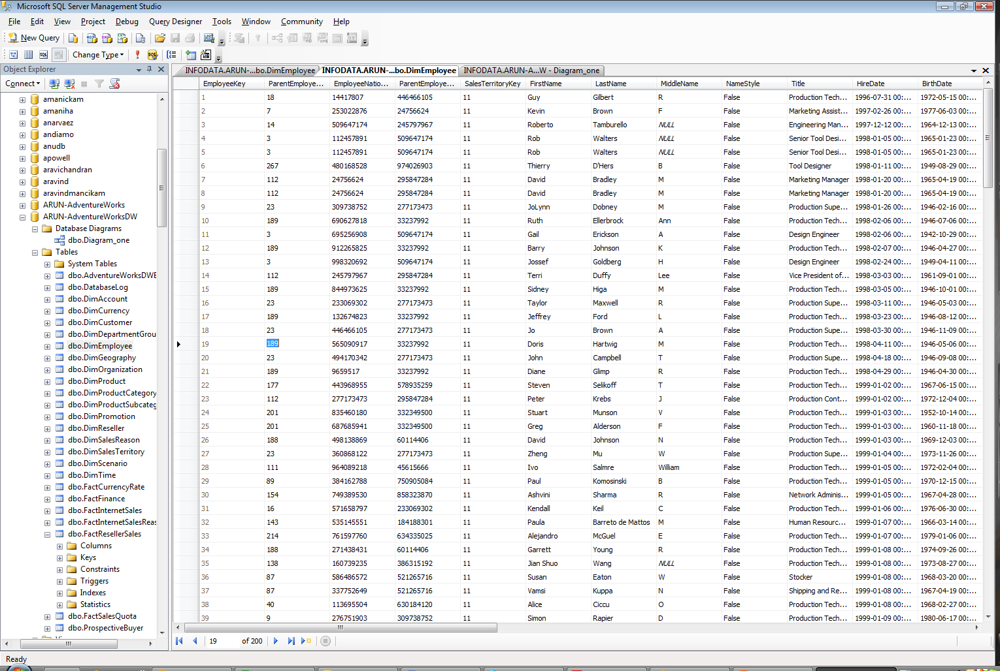 Microsoft SQL Server Management Studio
File Edit View Project Debug Query Designer Tools Window Community Help
New Query
Change Type
Object Explorer
Connect
amanickam
amaniha
anarvaez
andiamo
anudb
apowell
aravichandran
aravind
aravindmancikam
ARUN-AdventureWorks
ARUN-AdventureWorksDW
Database Diagrams
dbo.Diagram_one
Tables
System Tables
dbo.AdventureWorksDWB
dbo.DatabaseLog
dbo.DimAccount
dbo.DimCurrency
dbo.DimCustomer
dbo.DimDepartmentGrou
dbo.DimEmployee
dbo.DimGeography
dbo.DimOrganization
dbo.DimProduct
dbo.DimProductCategory
dbo.DimProductSubcateg
dbo.DimPromotion
dbo.DimReseller
dbo.DimSalesReason
dbo.DimSalesTerritory
dbo.DimScenario
dbo.DimTime
dbo.FactCurrencyRate
dbo.FactFinance
dbo.FactInternetSales
dbo.FactInternetSalesReas
dbo.FactResellerSales
Columns
Keys
Constraints
Triggers
Indexes
Statistics
dbo.FactSalesQuota
dbo.ProspectiveBuyer
INFODATA.ARUN-...bo.DimEmployee INFODATA.ARUN-...bo.DimEmployee INFODATA.ARUN-A...W - Diagram_one
EmployeeKey ParentEmploye... EmployeeNatio... ParentEmploye... SalesTerritoryKey FirstName LastName MiddleName NameStyle Title HireDate BirthDate
1 18 14417807 446466105 11 Guy Gilbert R False Production Tech... 1996-07-31 00:... 1972-05-15 00:...
2 7 253022876 24756624 11 Kevin Brown F False Marketing Assist... 1997-02-26 00:... 1977-06-03 00:...
3 14 509647174 245797967 11 Roberto Tamburello NULL False Engineering Man... 1997-12-12 00:... 1964-12-13 00:...
4 3 112457891 509647174 11 Rob Walters NULL False Senior Tool Desi... 1998-01-05 00:... 1965-01-23 00:...
5 3 112457891 509647174 11 Rob Walters NULL False Senior Tool Desi... 1998-01-05 00:... 1965-01-23 00:...
6 267 480168528 974026903 11 Thierry D'Hers B False Tool Designer 1998-01-11 00:... 1949-08-29 00:...
7 112 24756624 295847284 11 David Bradley M False Marketing Manager 1998-01-20 00:... 1965-04-19 00:...
8 112 24756624 295847284 11 David Bradley M False Marketing Manager 1998-01-20 00:... 1965-04-19 00:...
9 23 309738752 277173473 11 JoLynn Dobney M False Production Supe... 1998-01-26 00:... 1946-02-16 00:...
10 189 690627818 33237992 11 Ruth Ellerbrock Ann False Production Tech... 1998-02-06 00:... 1946-07-06 00:...
11 3 695256908 509647174 11 Gail Erickson A False Design Engineer 1998-02-06 00:... 1942-10-29 00:...
12 189 912265825 33237992 11 Barry Johnson K False Production Tech... 1998-02-07 00:... 1946-04-27 00:...
13 3 998320692 509647174 11 Jossef Goldberg H False Design Engineer 1998-02-24 00:... 1949-04-11 00:...
14 112 245797967 295847284 11 Terri Duffy Lee False Vice President of... 1998-03-03 00:... 1961-09-01 00:...
15 189 844973625 33237992 11 Sidney Higa M False Production Tech... 1998-03-05 00:... 1946-10-01 00:...
16 23 233069302 277173473 11 Taylor Maxwell R False Production Supe... 1998-03-11 00:... 1946-05-03 00:...
17 189 132674823 33237992 11 Jeffrey Ford L False Production Tech... 1998-03-23 00:... 1946-08-12 00:...
18 23 446466105 277173473 11 Jo Brown A False Production Supe... 1998-03-30 00:... 1946-11-09 00:...
19 189 565090917 33237992 11 Doris Hartwig M False Production Tech... 1998-04-11 00:... 1946-05-06 00:...
20 23 494170342 277173473 11 John Campbell T False Production Supe... 1998-04-18 00:... 1946-09-08 00:...
21 189 9659517 33237992 11 Diane Glimp R False Production Tech... 1998-04-29 00:... 1946-04-30 00:...
22 177 443968955 578935259 11 Steven Selikoff T False Production Tech... 1999-01-02 00:... 1967-06-15 00:...
23 112 277173473 295847284 11 Peter Krebs J False Production Cont... 1999-01-02 00:... 1972-12-04 00:...
24 201 835460180 332349500 11 Stuart Munson V False Production Tech... 1999-01-03 00:... 1952-10-14 00:...
25 201 687685941 332349500 11 Greg Alderson F False Production Tech... 1999-01-03 00:... 1960-11-18 00:...
26 188 498138869 60114406 11 David Johnson N False Production Tech... 1999-01-03 00:... 1969-12-03 00:...
27 23 360868122 277173473 11 Zheng Mu W False Production Supe... 1999-01-04 00:... 1973-11-26 00:...
28 111 964089218 45615666 11 Ivo Salmre William False Production Tech... 1999-01-05 00:... 1972-02-04 00:...
29 89 384162788 750905084 11 Paul Komosinski B False Production Tech... 1999-01-05 00:... 1970-12-15 00:...
30 154 749389530 858323870 11 Ashvini Sharma R False Network Adminis... 1999-01-05 00:... 1967-04-28 00:...
31 16 571658797 233069302 11 Kendall Keil C False Production Tech... 1999-01-06 00:... 1976-06-30 00:...
32 143 535145551 184188301 11 Paula Barreto de Mattos M False Human Resourc... 1999-01-07 00:... 1966-03-14 00:...
33 214 761597760 634335025 11 Alejandro McGuel E False Production Tech... 1999-01-07 00:... 1979-01-06 00:...
34 188 271438431 60114406 11 Garrett Young R False Production Tech... 1999-01-08 00:... 1974-09-26 00:...
35 138 160739235 386315192 11 Jian Shuo Wang NULL False Production Tech... 1999-01-08 00:... 1973-08-27 00:...
36 87 586486572 521265716 11 Susan Eaton W False Stocker 1999-01-08 00:... 1968-03-20 00:...
37 87 337752649 521265716 11 Vamsi Kuppa N False Shipping and Re... 1999-01-08 00:... 1967-04-19 00:...
38 40 113695504 630184120 11 Alice Ciccu O False Production Tech... 1999-01-08 00:... 1968-02-27 00:...
39 9 276751903 309738752 11 Simon Rapier D False Production Tech... 1999-01-09 00:... 1980-06-17 00:...
19 of 200
Ready